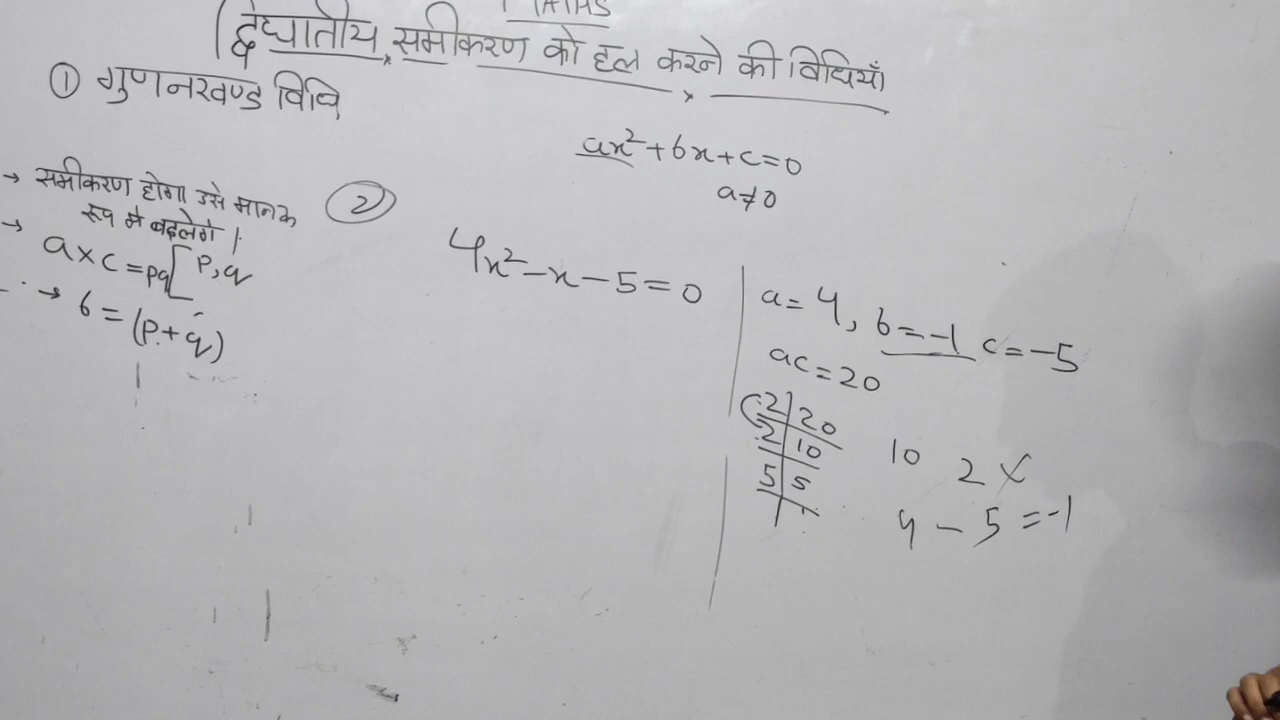 MATHS
(द्विघातीय समीकरण को हल करने की विधियाँ)
① गुणनखण्ड विधि
ax²+bx+c=0
a≠0
→ समीकरण होगा उसे मानक
रूप में बदलेगें।
→ a×c=pq[p,q
→ b=(p+q)
②
4x²-x-5=0
a=4, b=-1 c=-5
ac=20
2|20
2|10
5|5
10 2 ×
4-5=-1